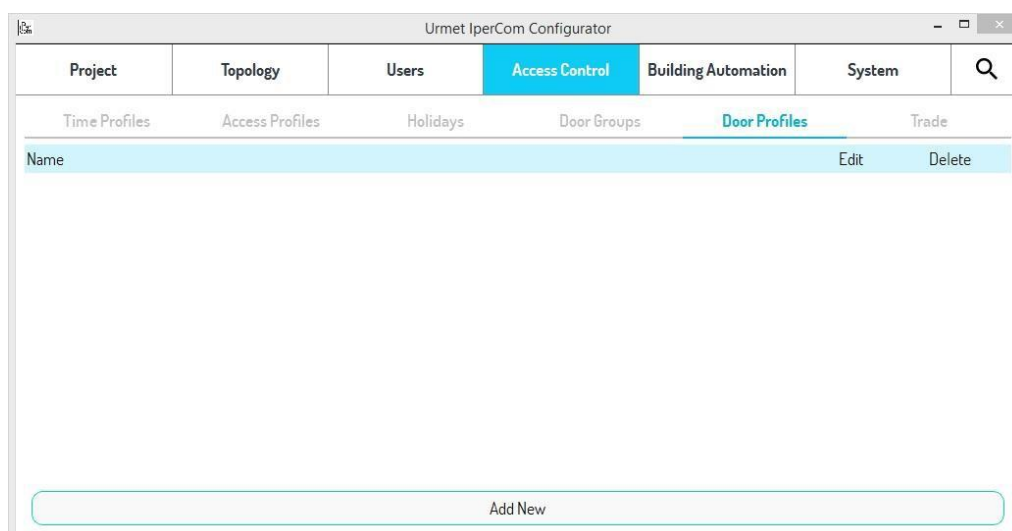 Urmet IperCom Configurator
Project Topology Users Access Control Building Automation System
Time Profiles Access Profiles Holidays Door Groups Door Profiles Trade
Name Edit Delete
Add New